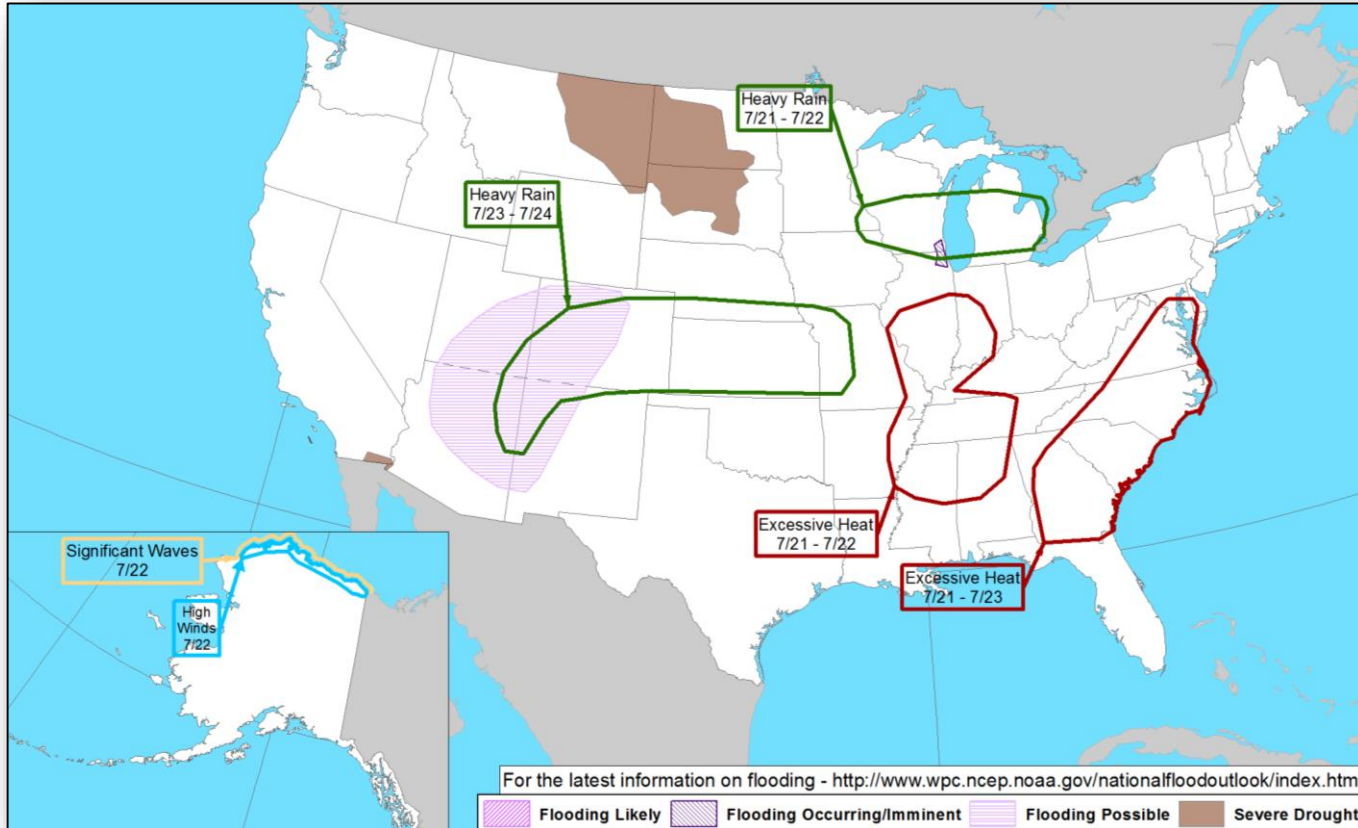 Heavy Rain
7/21 - 7/22
Heavy Rain
7/23 - 7/24
Excessive Heat
7/21 - 7/22
Excessive Heat
7/21 - 7/23
Significant Waves
7/22
High
Winds
7/22
For the latest information on flooding - http://www.wpc.ncep.noaa.gov/nationalfloodoutlook/index.htm
Flooding Likely
Flooding Occurring/Imminent
Flooding Possible
Severe Drought